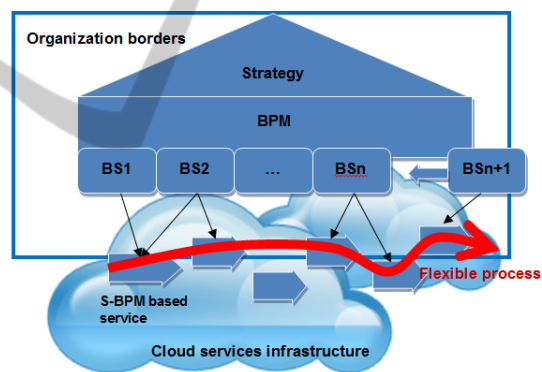 Organization borders
Strategy
BPM
BS1 BS2 ... BSn BSn+1
Flexible process
S-BPM based
service
Cloud services infrastructure